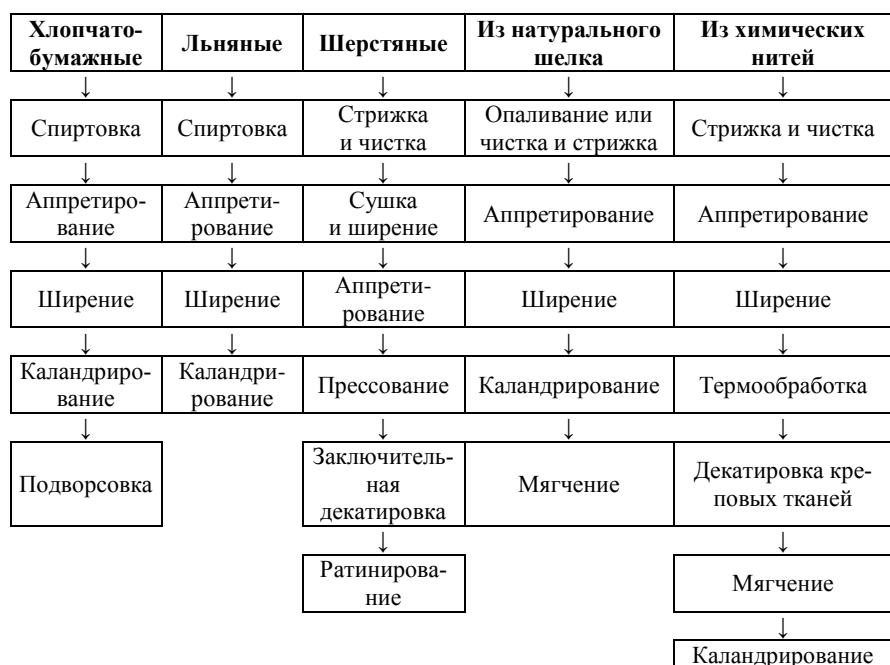 Хлопчато-
бумажные
Льняные
Шерстяные
Из натурального
шелка
Из химических
нитей
↓ ↓ ↓ ↓ ↓
Спиртовка
Спиртовка
Стрижка
и чистка
Опаливание или
чистка и стрижка
Стрижка и чистка
↓ ↓ ↓ ↓ ↓
Аппретиро-
вание
Аппрети-
рование
Сушка
и ширение
Аппретирование
Аппретирование
↓ ↓ ↓ ↓ ↓
Ширение
Ширение
Аппрети-
рование
Ширение
Ширение
↓ ↓ ↓ ↓ ↓
Каландриро-
вание
Каландри-
рование
Прессование
Каландрирование
Термообработка
↓ ↓ ↓ ↓
Подворсовка
Заключитель-
ная
декатировка
Мягчение
Декатировка кре-
повых тканей
↓ ↓
Ратинирова-
ние
Мягчение
↓
Каландрирование